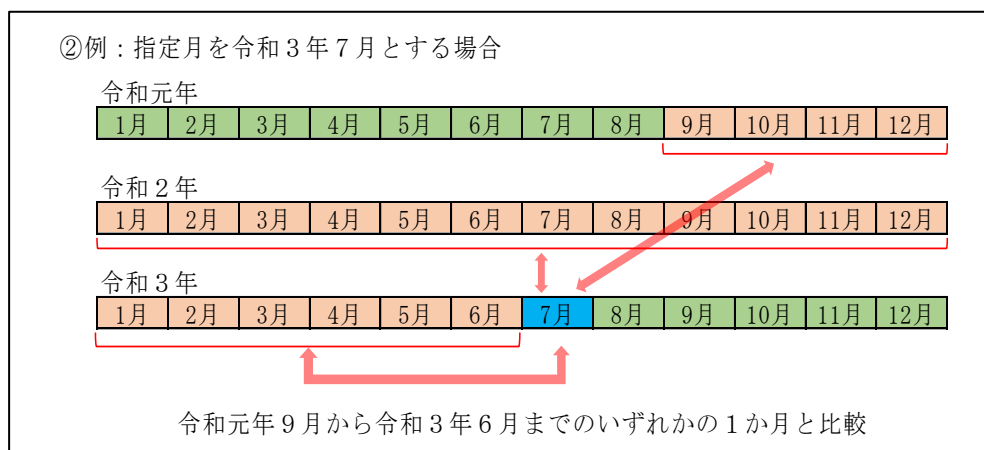 ②例：指定月を令和３年７月とする場合
令和元年
1月 2月 3月 4月 5月 6月 7月 8月 9月 10月 11月 12月
令和２年
1月 2月 3月 4月 5月 6月 7月 8月 9月 10月 11月 12月
令和３年
1月 2月 3月 4月 5月 6月 7月 8月 9月 10月 11月 12月
令和元年９月から令和３年６月までのいずれかの１か月と比較